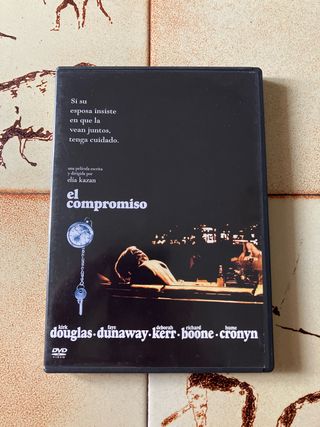 Si su
esposa insiste
en que la
vean juntos,
tenga cuidado.
una película escrita
y dirigida por
elia kazan
el
compromiso
kirk faye deborah richard hume
douglas · dunaway · kerr · boone · cronyn
DVD